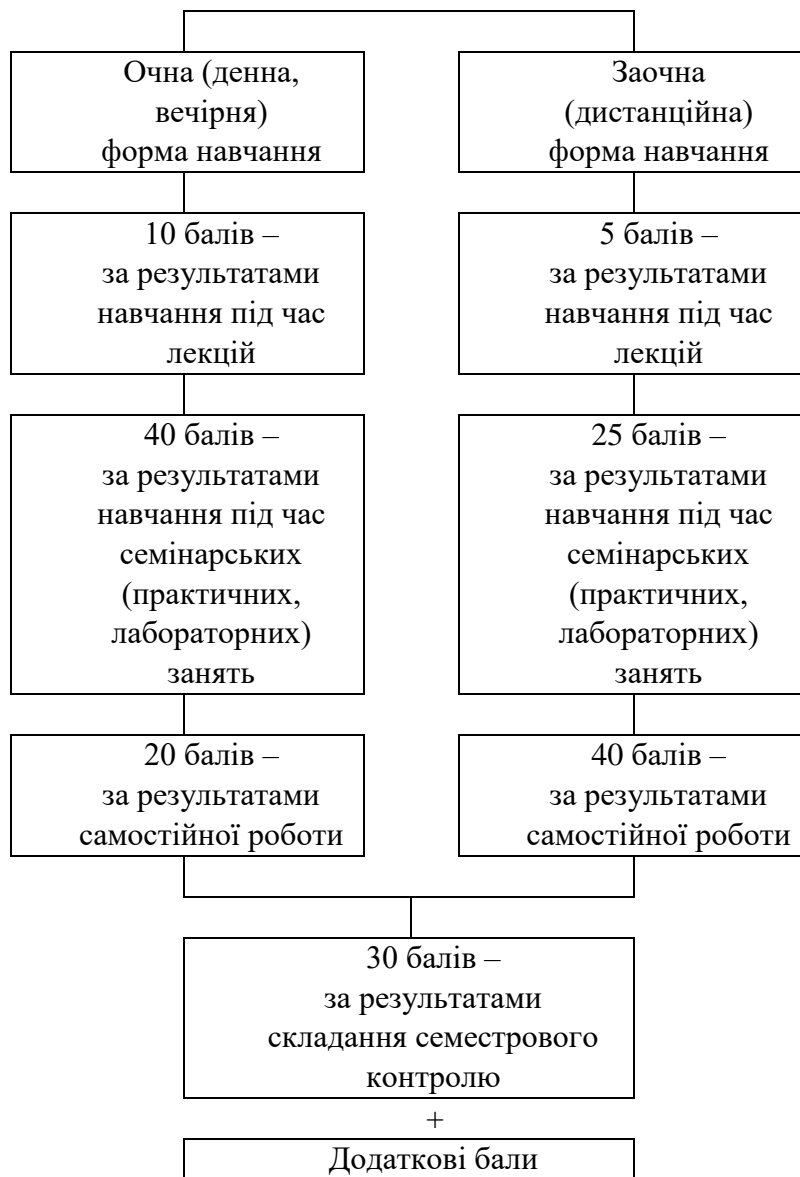 Очна (денна,
вечірня)
форма навчання
Заочна
(дистанційна)
форма навчання
10 балів –
за результатами
навчання під час
лекцій
5 балів –
за результатами
навчання під час
лекцій
40 балів –
за результатами
навчання під час
семінарських
(практичних,
лабораторних)
занять
25 балів –
за результатами
навчання під час
семінарських
(практичних,
лабораторних)
занять
20 балів –
за результатами
самостійної роботи
40 балів –
за результатами
самостійної роботи
30 балів –
за результатами
складання семестрового
контролю
+
Додаткові бали